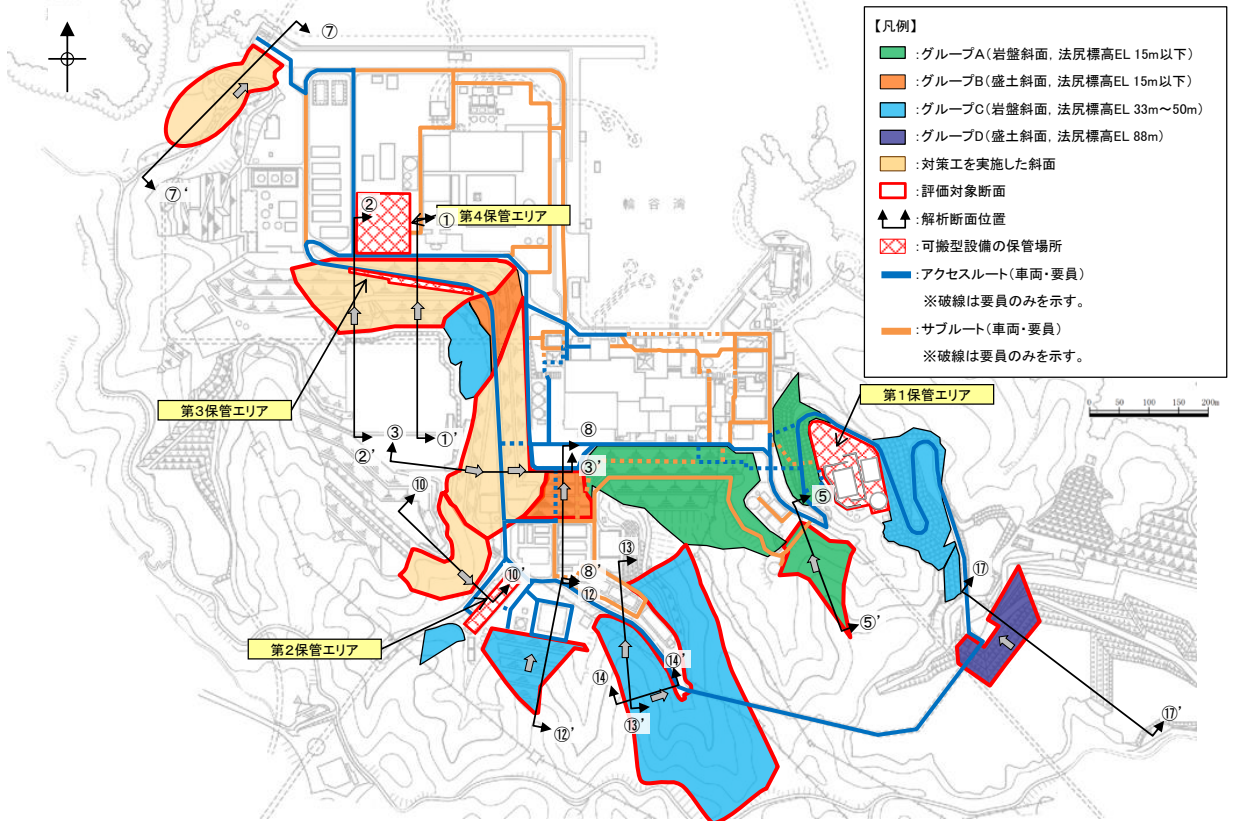 【凡例】
:グループA(岩盤斜面, 法尻標高EL 15m以下)
:グループB(盛土斜面, 法尻標高EL 15m以下)
:グループC(岩盤斜面, 法尻標高EL 33m～50m)
:グループD(盛土斜面, 法尻標高EL 88m)
:対策工を実施した斜面
:評価対象断面
:解析断面位置
:可搬型設備の保管場所
:アクセスルート(車両・要員)
※破線は要員のみを示す。
:サブルート(車両・要員)
※破線は要員のみを示す。
0 50 100 150 200m
⑦
⑦'
②
①
第4保管エリア
輪谷湾
第3保管エリア
第1保管エリア
②'
①'
③
③'
⑧
⑧'
⑩
⑩'
⑤
⑤'
⑬
⑫
⑰
第2保管エリア
⑭
⑭'
⑬'
⑫'
⑰'